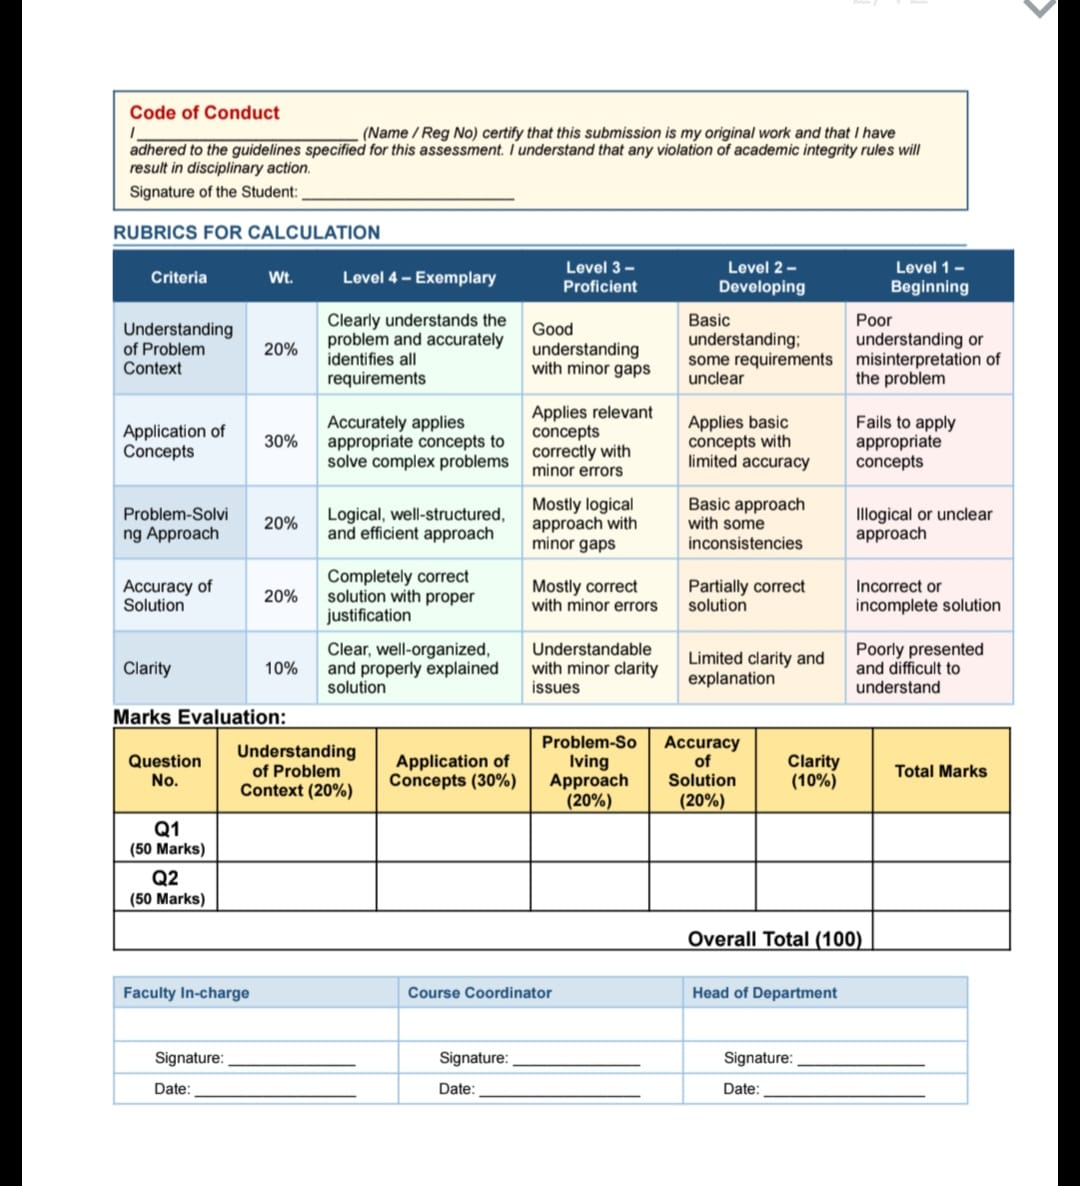 Code of Conduct
I_________________________ (Name / Reg No) certify that this submission is my original work and that I have
adhered to the guidelines specified for this assessment. I understand that any violation of academic integrity rules will
result in disciplinary action.
Signature of the Student: _________________________
RUBRICS FOR CALCULATION
Criteria Wt. Level 4 – Exemplary Level 3 – Proficient Level 2 – Developing Level 1 – Beginning
Understanding
of Problem
Context
20%
Clearly understands the
problem and accurately
identifies all
requirements
Good
understanding
with minor gaps
Basic
understanding;
some requirements
unclear
Poor
understanding or
misinterpretation of
the problem
Application of
Concepts
30%
Accurately applies
appropriate concepts to
solve complex problems
Applies relevant
concepts
correctly with
minor errors
Applies basic
concepts with
limited accuracy
Fails to apply
appropriate
concepts
Problem-Solvi
ng Approach
20%
Logical, well-structured,
and efficient approach
Mostly logical
approach with
minor gaps
Basic approach
with some
inconsistencies
Illogical or unclear
approach
Accuracy of
Solution
20%
Completely correct
solution with proper
justification
Mostly correct
with minor errors
Partially correct
solution
Incorrect or
incomplete solution
Clarity
10%
Clear, well-organized,
and properly explained
solution
Understandable
with minor clarity
issues
Limited clarity and
explanation
Poorly presented
and difficult to
understand
Marks Evaluation:
Question
No.
Understanding
of Problem
Context (20%)
Application of
Concepts (30%)
Problem-So
lving
Approach
(20%)
Accuracy
of
Solution
(20%)
Clarity
(10%)
Total Marks
Q1
(50 Marks)
Q2
(50 Marks)
Overall Total (100)
Faculty In-charge Course Coordinator Head of Department
Signature: _______________ Signature: _______________ Signature: _______________
Date: ___________________ Date: ___________________ Date: ___________________